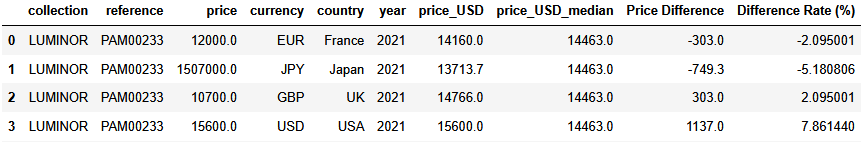 collection reference price currency country year price_USD price_USD_median Price Difference Difference Rate (%)
0 LUMINOR PAM00233 12000.0 EUR France 2021 14160.0 14463.0 -303.0 -2.095001
1 LUMINOR PAM00233 1507000.0 JPY Japan 2021 13713.7 14463.0 -749.3 -5.180806
2 LUMINOR PAM00233 10700.0 GBP UK 2021 14766.0 14463.0 303.0 2.095001
3 LUMINOR PAM00233 15600.0 USD USA 2021 15600.0 14463.0 1137.0 7.861440